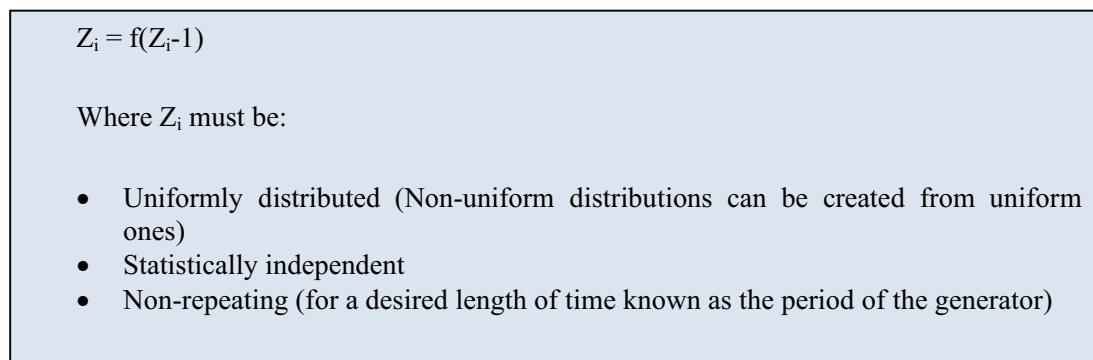 Zᵢ = f(Zᵢ-1)
Where Zᵢ must be:
• Uniformly distributed (Non-uniform distributions can be created from uniform
ones)
• Statistically independent
• Non-repeating (for a desired length of time known as the period of the generator)